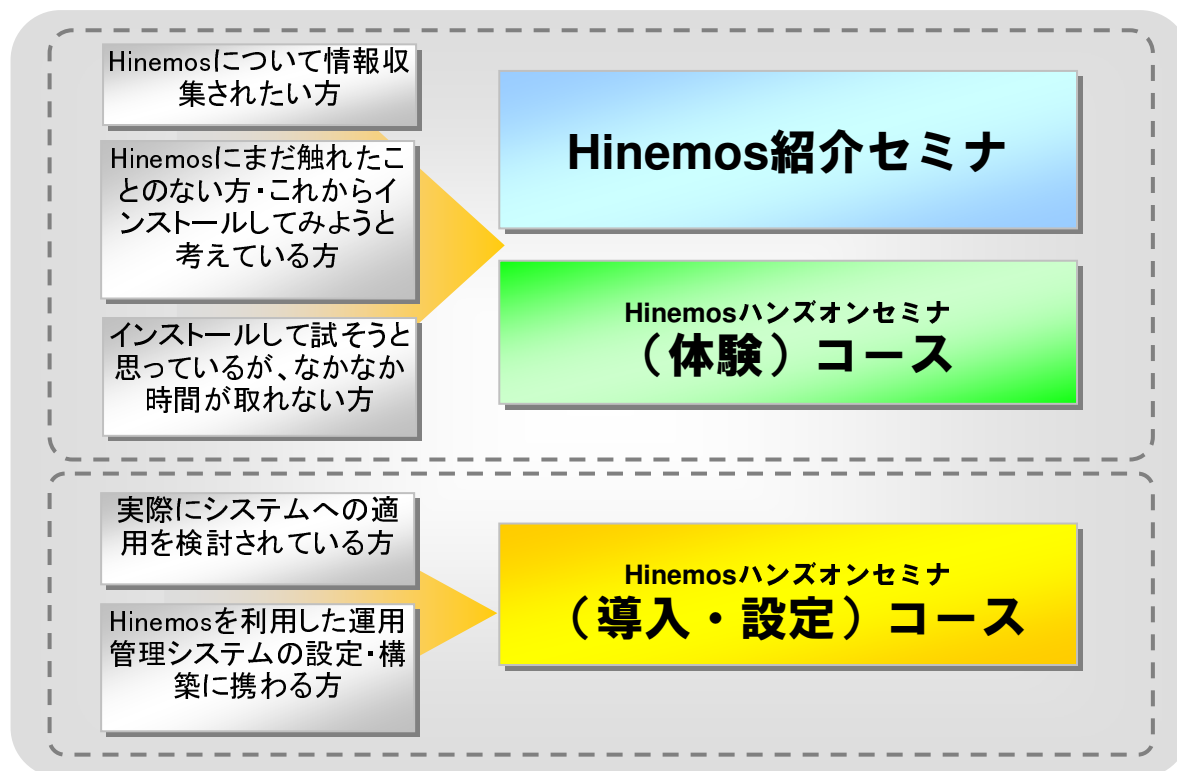 Hinemosについて情報収
集されたい方
Hinemosにまだ触れたこ
とのない方・これからイ
ンストールしてみようと
考えている方
インストールして試そうと
思っているが、なかなか
時間が取れない方
Hinemos紹介セミナ
Hinemosハンズオンセミナ
（体験）コース
実際にシステムへの適
用を検討されている方
Hinemosを利用した運用
管理システムの設定・構
築に携わる方
Hinemosハンズオンセミナ
（導入・設定）コース